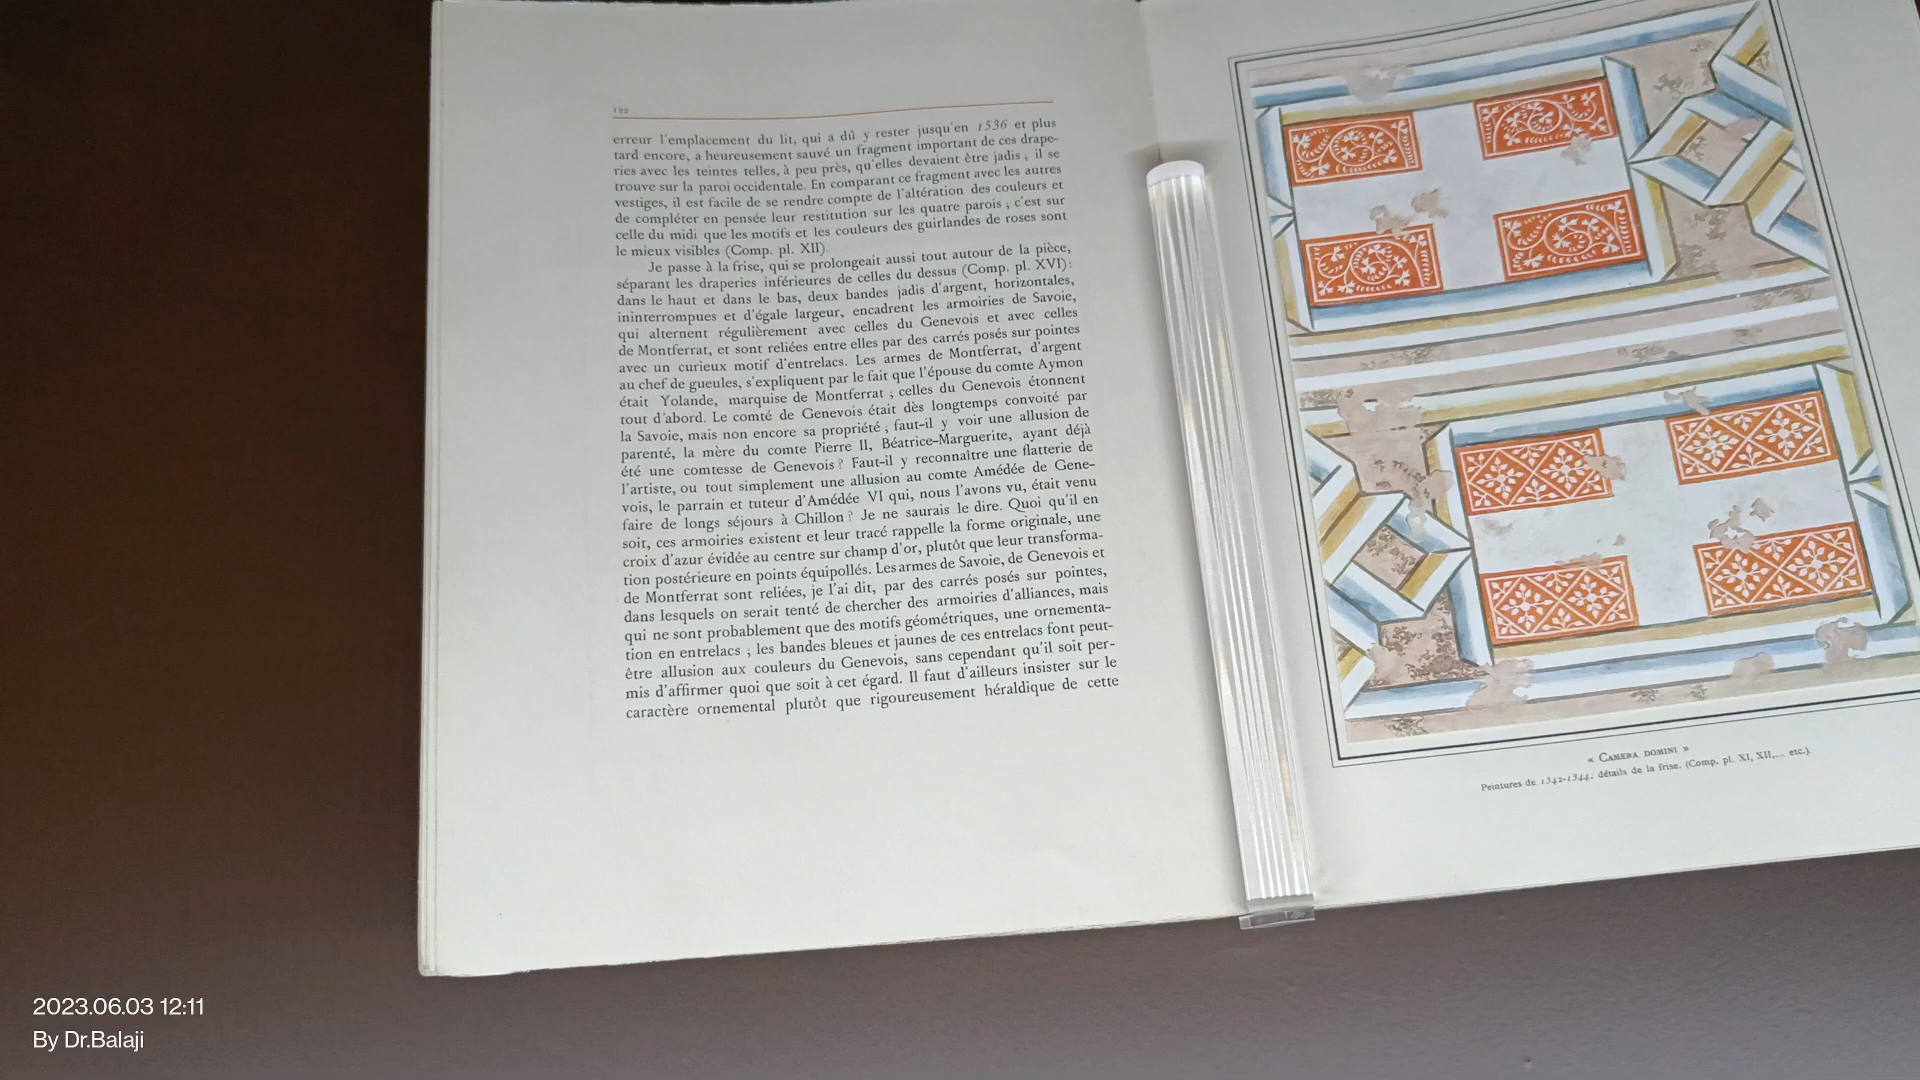 erreur l'emplacement du lit, qui a dû y rester jusqu'en 1536 et plus
tard encore, a heureusement sauvé un fragment important de ces drape-
ries avec les teintes telles, à peu près, qu'elles devaient être jadis ; il se
trouve sur la paroi occidentale. En comparant ce fragment avec les autres
vestiges, il est facile de se rendre compte de l'altération des couleurs et
de compléter en pensée leur restitution sur les quatre parois ; c'est sur
celle du midi que les motifs et les couleurs des guirlandes de roses sont
le mieux visibles (Comp. pl. XII).
Je passe à la frise, qui se prolongeait aussi tout autour de la pièce,
séparant les draperies inférieures de celles du dessus (Comp. pl. XVI):
dans le haut et dans le bas, deux bandes jadis d'argent, horizontales,
ininterrompues et d'égale largeur, encadrent les armoiries de Savoie,
qui alternent régulièrement avec celles du Genevois et avec celles
de Montferrat, et sont reliées entre elles par des carrés posés sur pointes
avec un curieux motif d'entrelacs. Les armes de Montferrat, d'argent
au chef de gueules, s'expliquent par le fait que l'épouse du comte Aymon
était Yolande, marquise de Montferrat ; celles du Genevois étonnent
tout d'abord. Le comté de Genevois était dès longtemps convoité par
la Savoie, mais non encore sa propriété ; faut-il y voir une allusion de
parenté, la mère du comte Pierre II, Béatrice-Marguerite, ayant déjà
été une comtesse de Genevois ? Faut-il y reconnaître une flatterie de
l'artiste, ou tout simplement une allusion au comte Amédée de Gene-
vois, le parrain et tuteur d'Amédée VI qui, nous l'avons vu, était venu
faire de longs séjours à Chillon ? Je ne saurais le dire. Quoi qu'il en
soit, ces armoiries existent et leur tracé rappelle la forme originale, une
croix d'azur évidée au centre sur champ d'or, plutôt que leur transforma-
tion postérieure en points équipollés. Les armes de Savoie, de Genevois et
de Montferrat sont reliées, je l'ai dit, par des carrés posés sur pointes,
dans lesquels on serait tenté de chercher des armoiries d'alliances, mais
qui ne sont probablement que des motifs géométriques, une ornementa-
tion en entrelacs ; les bandes bleues et jaunes de ces entrelacs font peut-
être allusion aux couleurs du Genevois, sans cependant qu'il soit per-
mis d'affirmer quoi que soit à cet égard. Il faut d'ailleurs insister sur le
caractère ornemental plutôt que rigoureusement héraldique de cette
« CAMERA DOMINI »
Peintures de 1342-1344: détails de la frise. (Comp. pl. XI, XII,... etc.).
2023.06.03 12:11
By Dr.Balaji